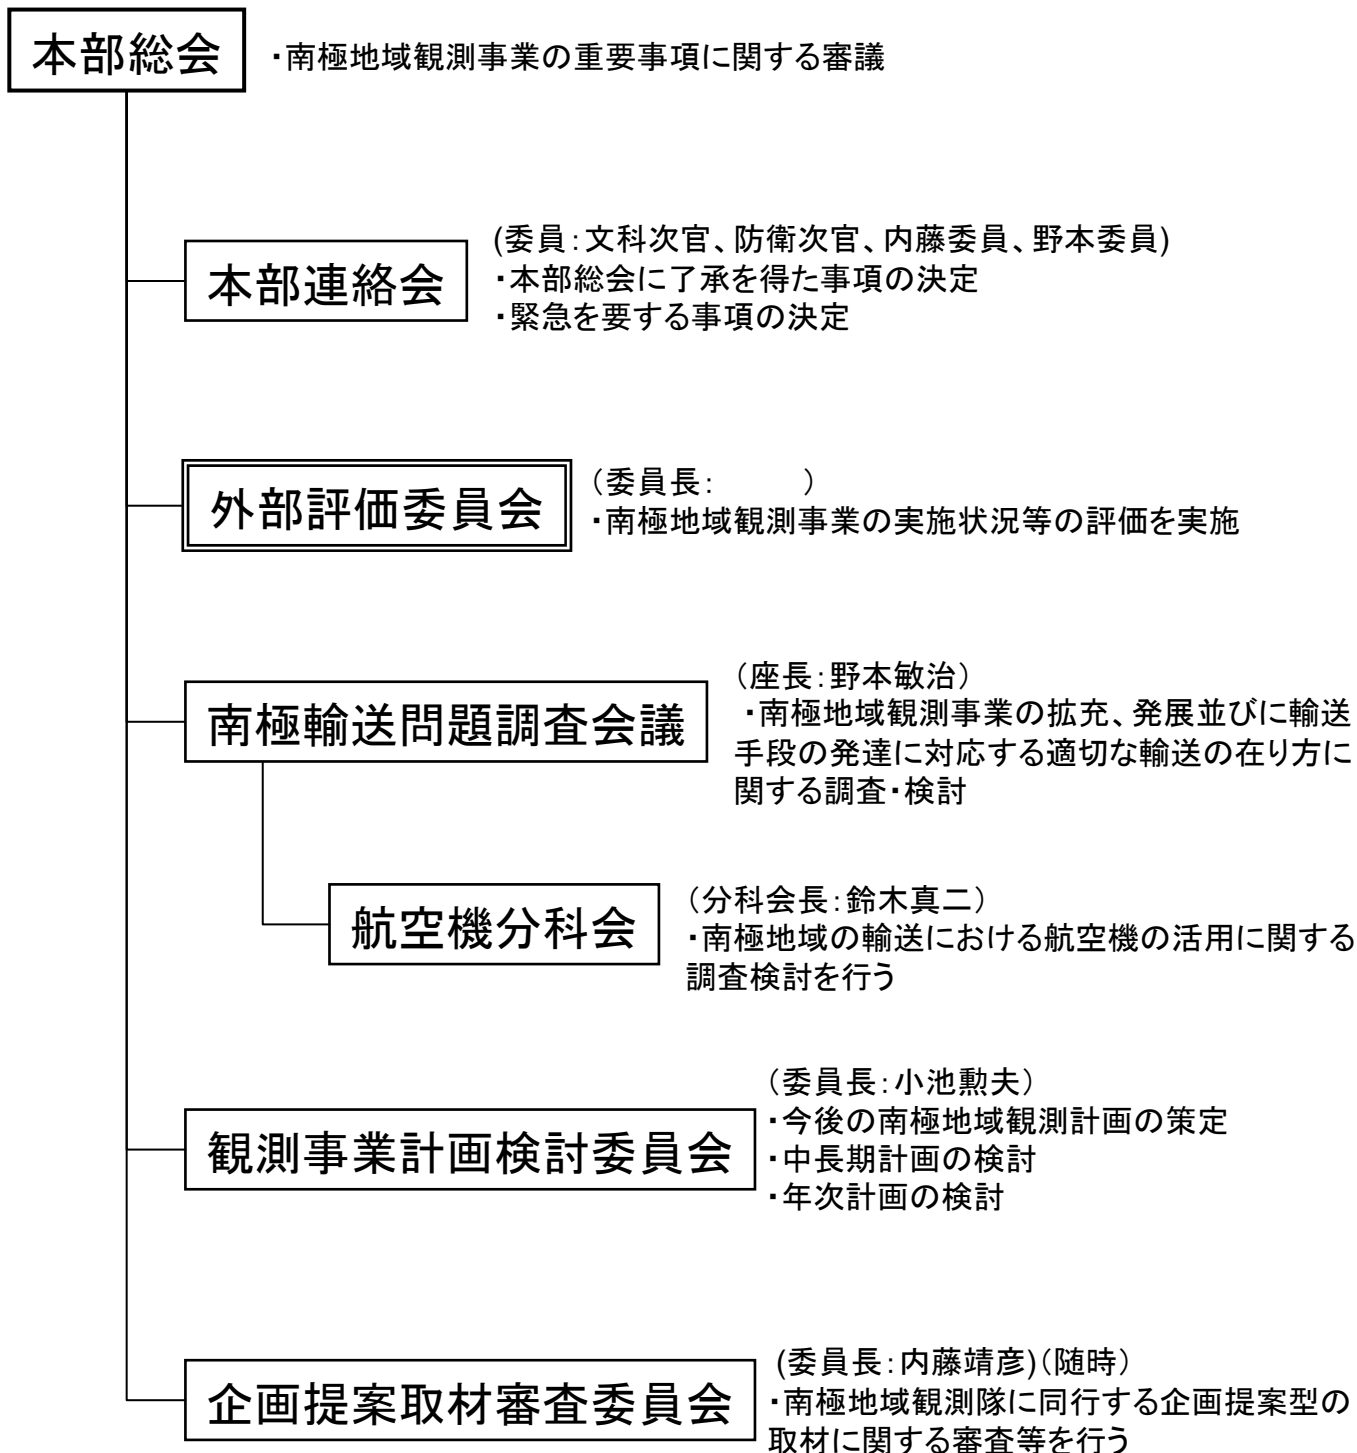 本部総会
・南極地域観測事業の重要事項に関する審議
本部連絡会
(委員：文科次官、防衛次官、内藤委員、野本委員)
・本部総会に了承を得た事項の決定
・緊急を要する事項の決定
外部評価委員会
（委員長：　　　）
・南極地域観測事業の実施状況等の評価を実施
南極輸送問題調査会議
（座長：野本敏治）
・南極地域観測事業の拡充、発展並びに輸送
手段の発達に対応する適切な輸送の在り方に
関する調査・検討
航空機分科会
（分科会長：鈴木真二）
・南極地域の輸送における航空機の活用に関する
調査検討を行う
観測事業計画検討委員会
（委員長：小池勲夫）
・今後の南極地域観測計画の策定
・中長期計画の検討
・年次計画の検討
企画提案取材審査委員会
(委員長：内藤靖彦)（随時）
・南極地域観測隊に同行する企画提案型の
取材に関する審査等を行う